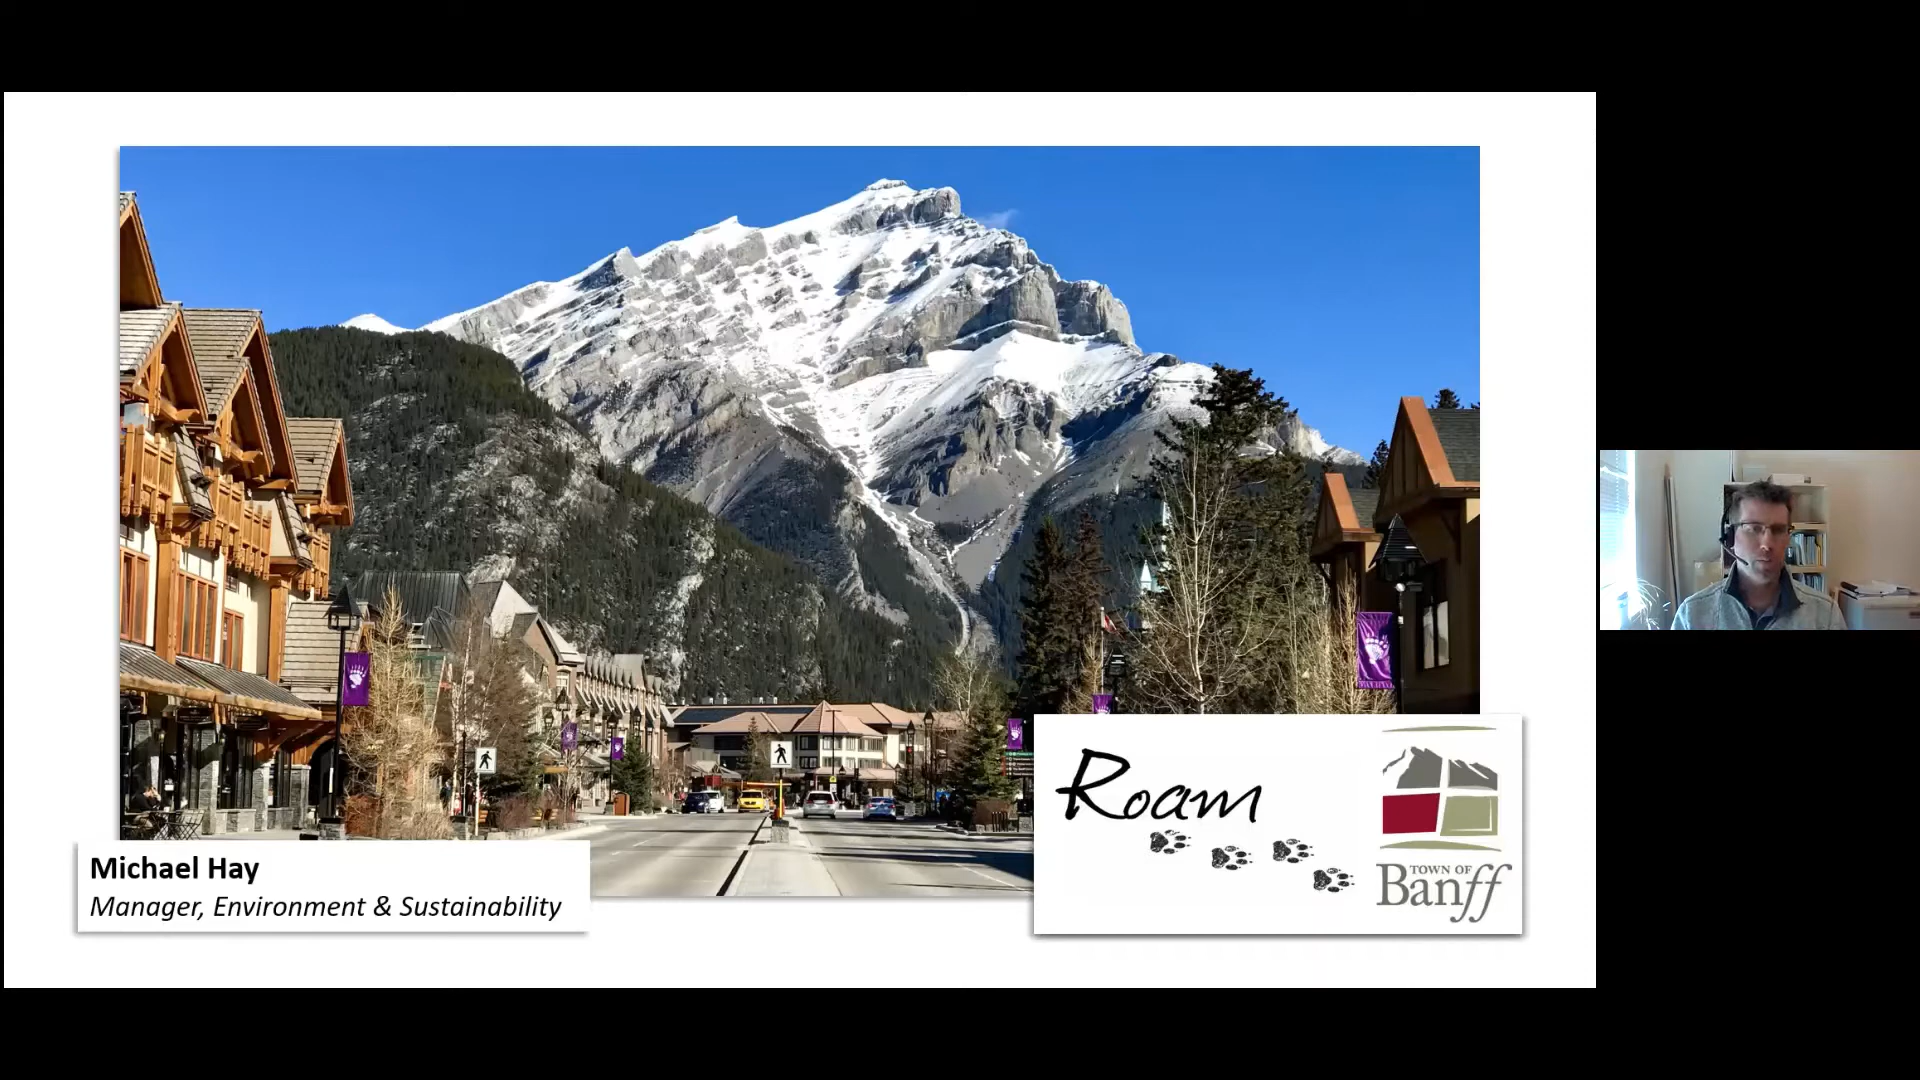 Michael Hay
Manager, Environment & Sustainability
Roam
TOWN OF
Banff